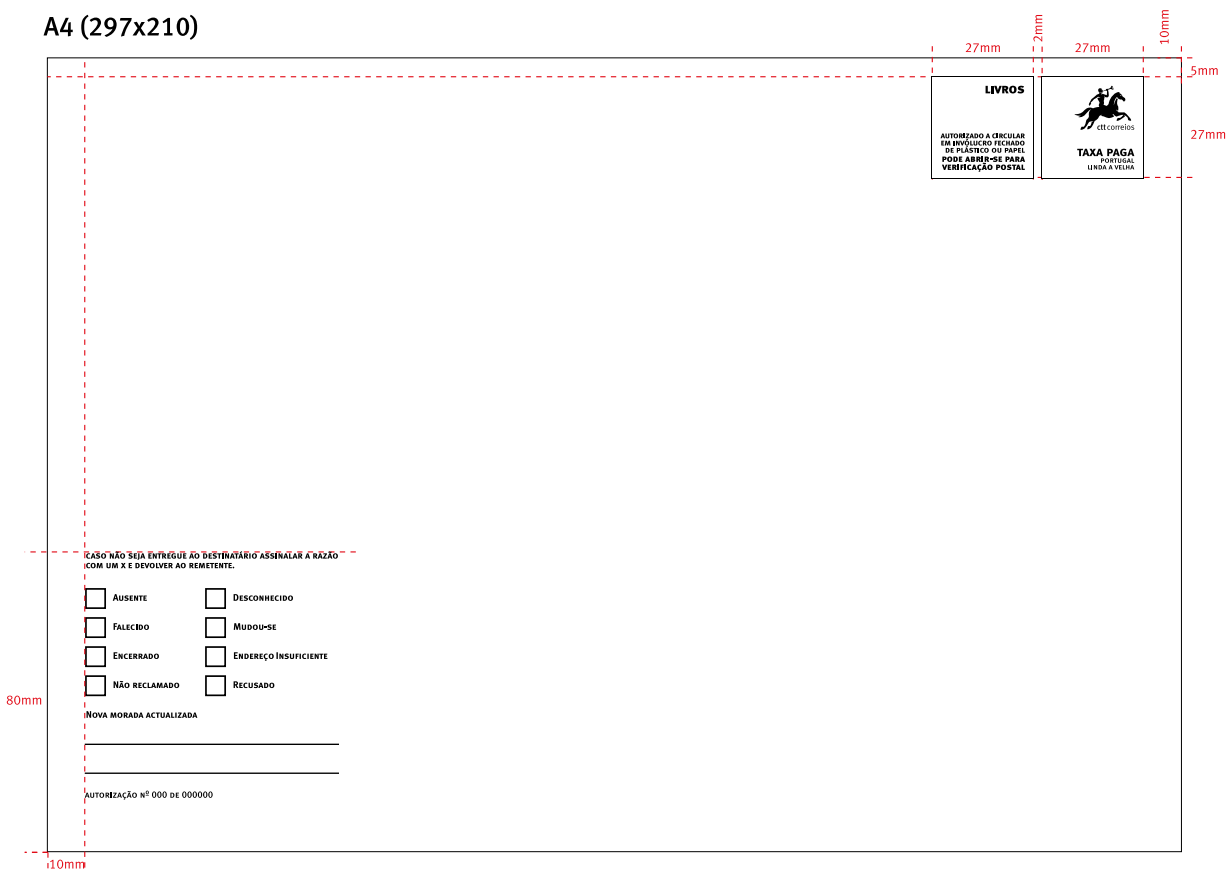 A4 (297x210)
27mm
2mm
27mm
10mm
5mm
27mm
LIVROS
AUTORIZADO A CIRCULAR
EM INVÓLUCRO FECHADO
DE PLÁSTICO OU PAPEL
PODE ABRIR-SE PARA
VERIFICAÇÃO POSTAL
ctt correios
TAXA PAGA
PORTUGAL
LINDA A VELHA
CASO NÃO SEJA ENTREGUE AO DESTINATÁRIO ASSINALAR A RAZÃO
COM UM X E DEVOLVER AO REMETENTE.
AUSENTE
DESCONHECIDO
FALECIDO
MUDOU-SE
ENCERRADO
ENDEREÇO INSUFICIENTE
NÃO RECLAMADO
RECUSADO
NOVA MORADA ACTUALIZADA
AUTORIZAÇÃO Nº 000 DE 000000
80mm
10mm